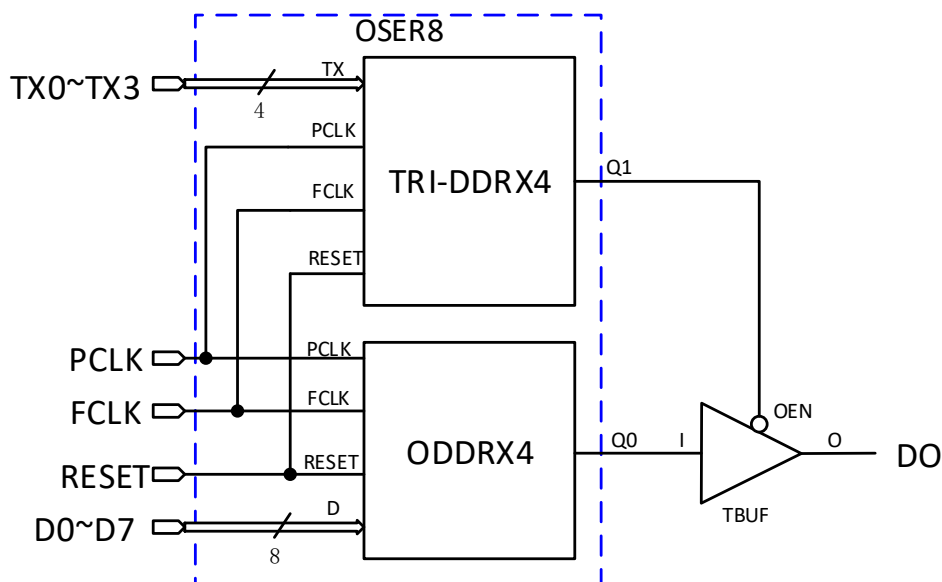 OSER8
TX0~TX3
TX
4
PCLK
FCLK
RESET
TRI-DDRX4
Q1
PCLK
FCLK
RESET
D0~D7
PCLK
FCLK
RESET
D
8
ODDRX4
Q0
I
OEN
O
DO
TBUF